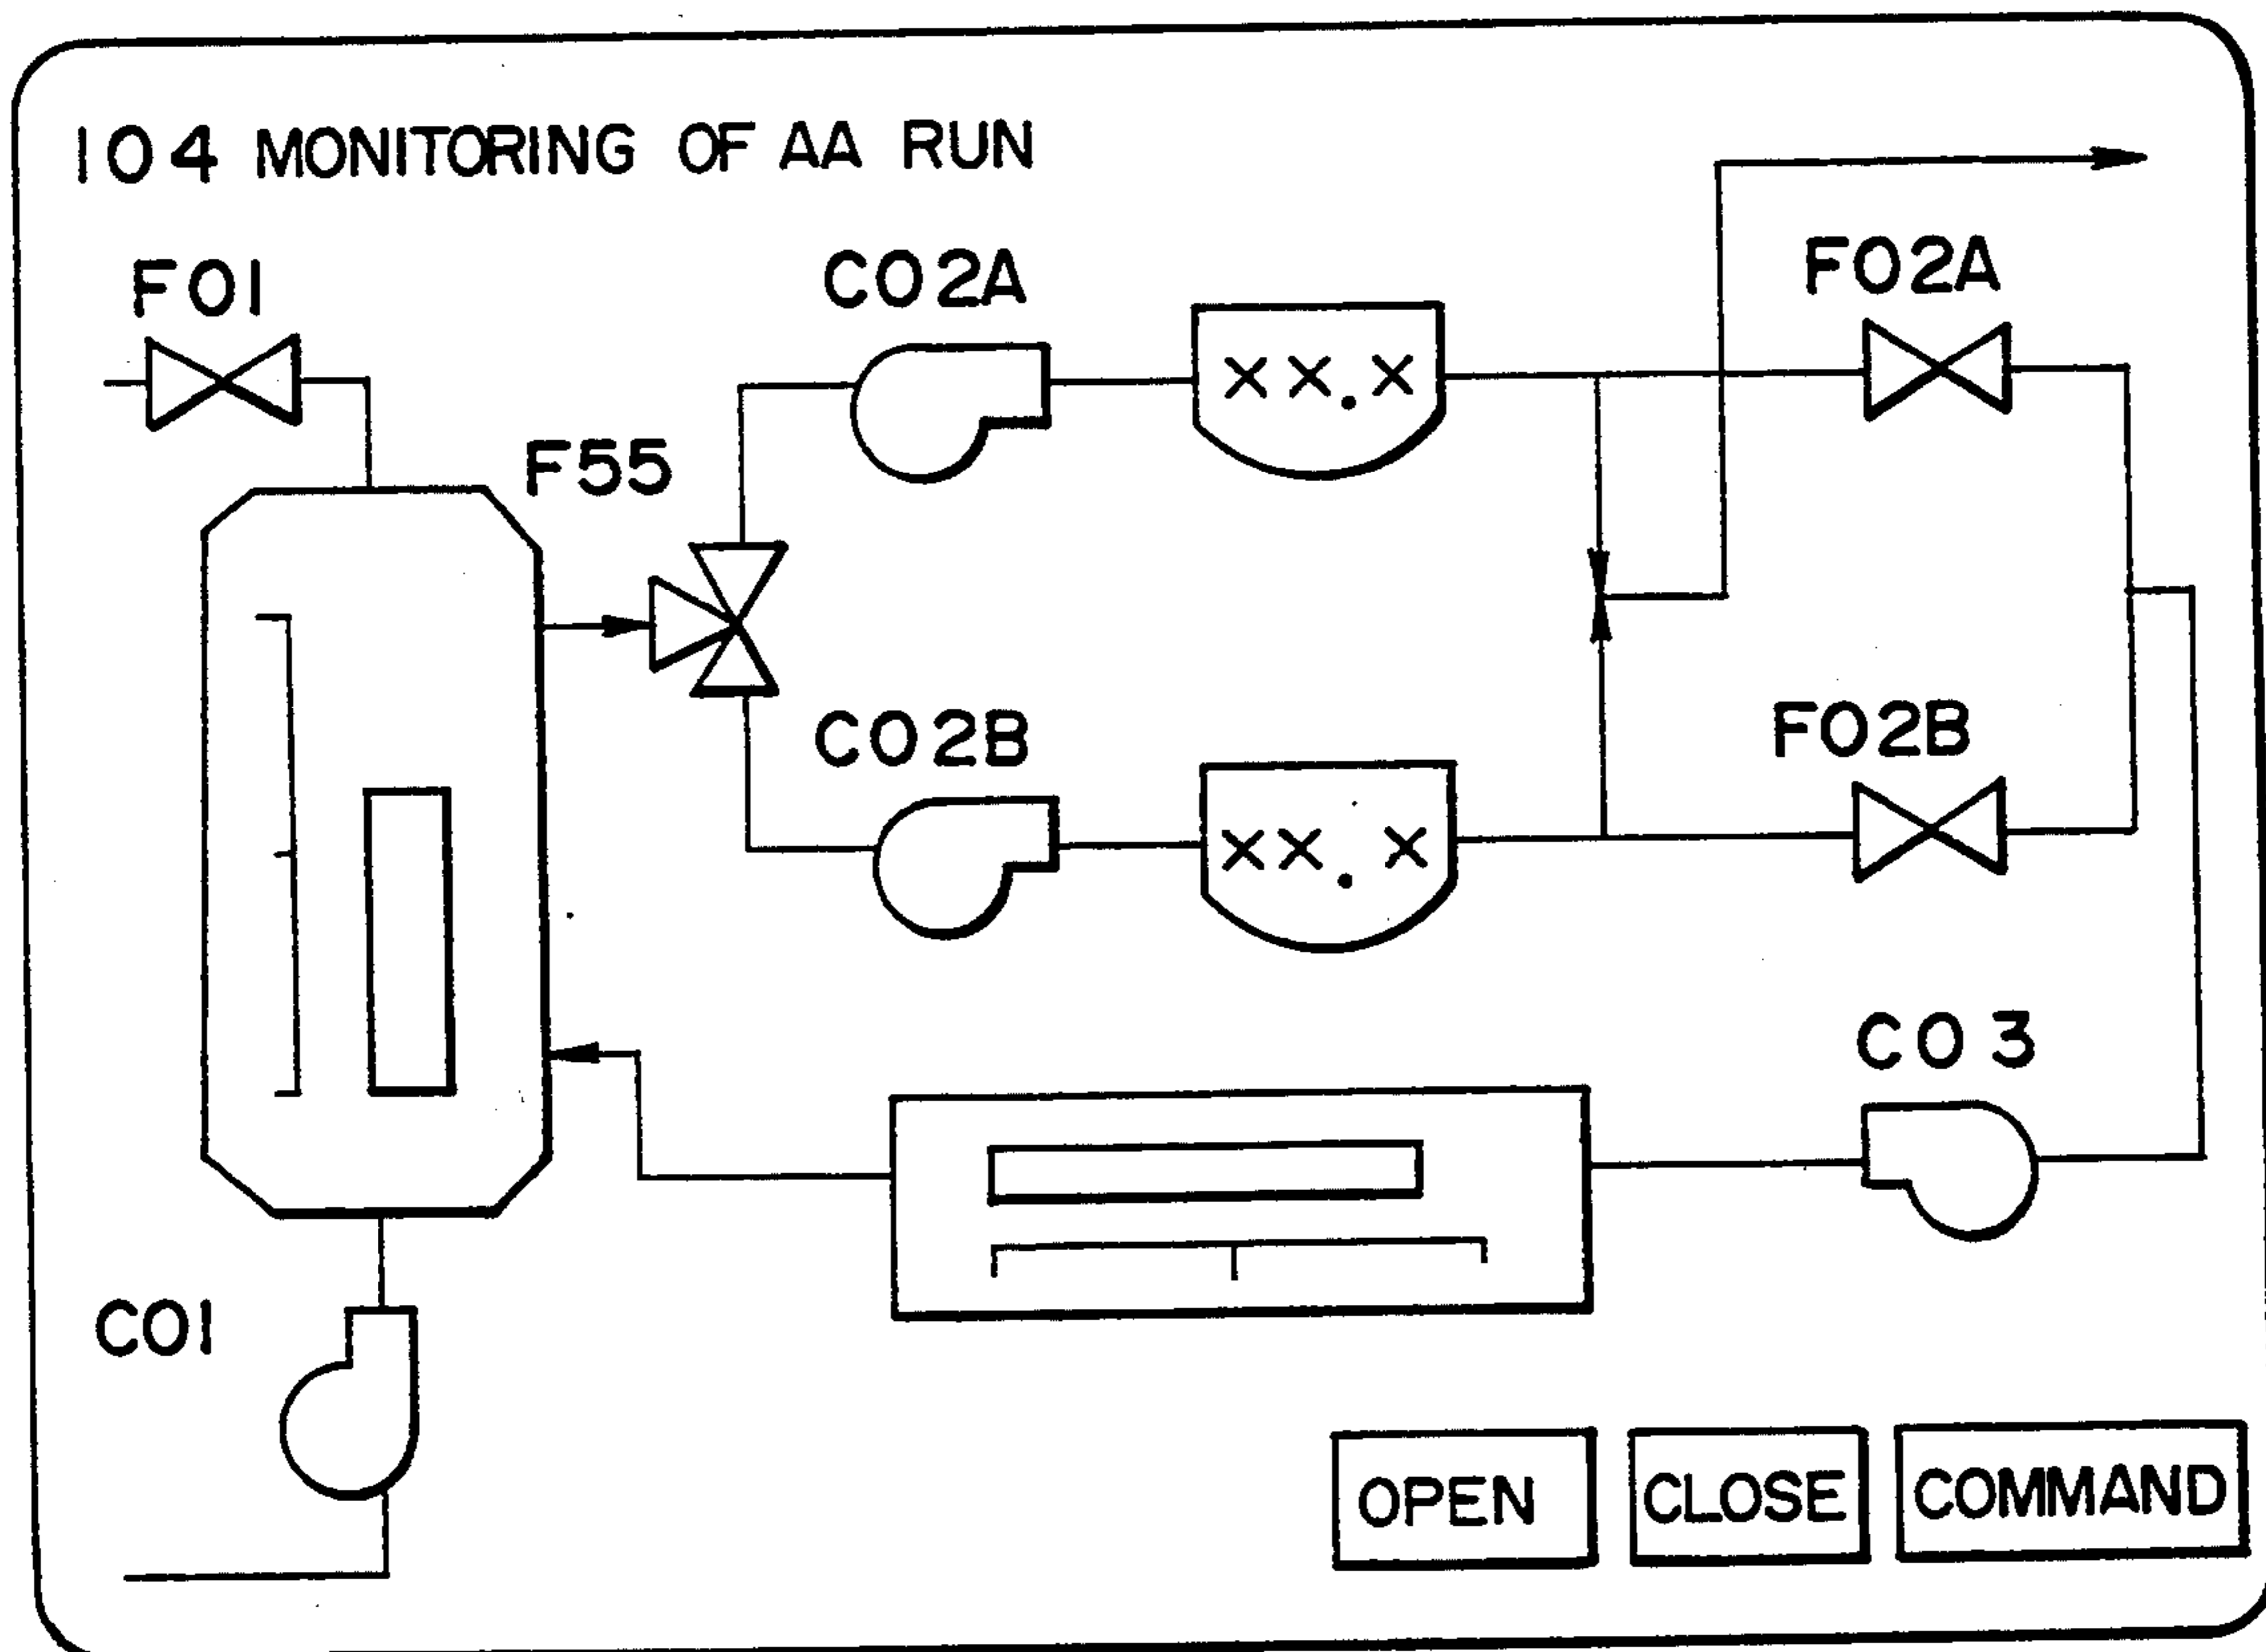 104 MONITORING OF AA RUN
F01
C02A
F02A
XX.X
F55
C02B
F02B
XX.X
C03
C01
OPEN
CLOSE
COMMAND